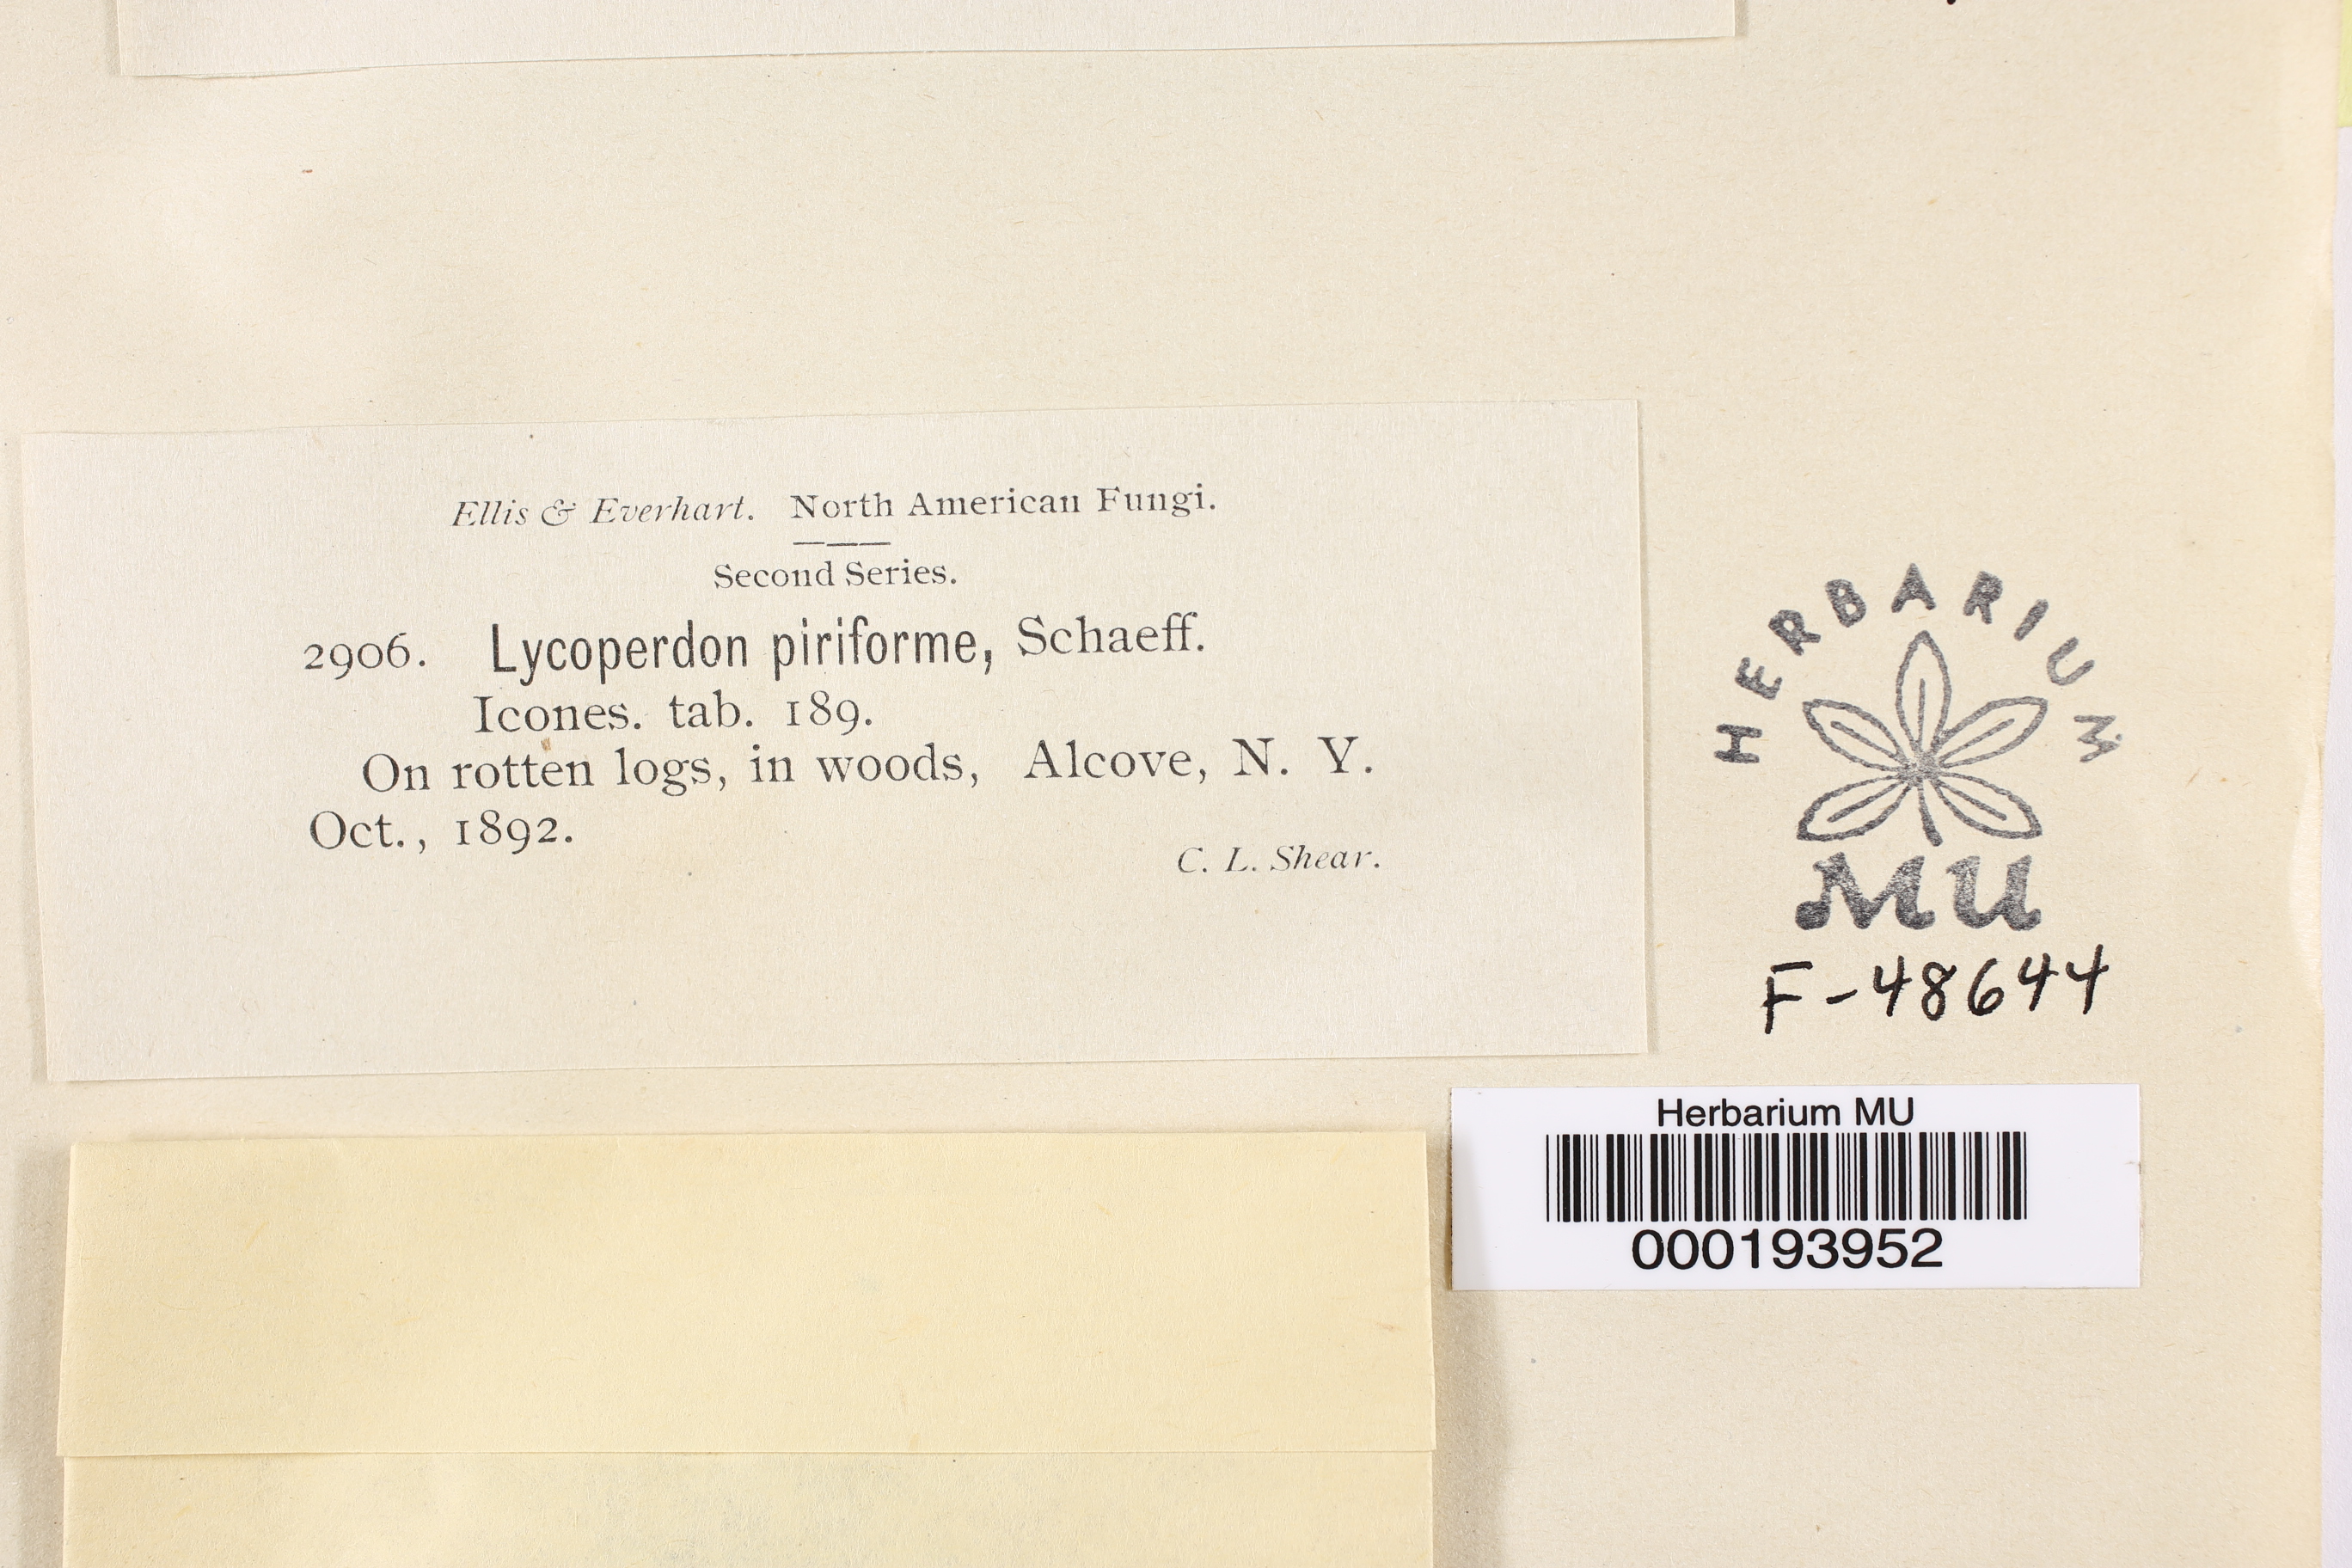 Ellis & Everhart. North American Fungi.
Second Series.
2906. Lycoperdon piriforme, Schaeff.
Icones. tab. 189.
On rotten logs, in woods, Alcove, N. Y.
Oct., 1892.
C. L. Shear.
HERBARIUM
MU
F-48644
Herbarium MU
000193952